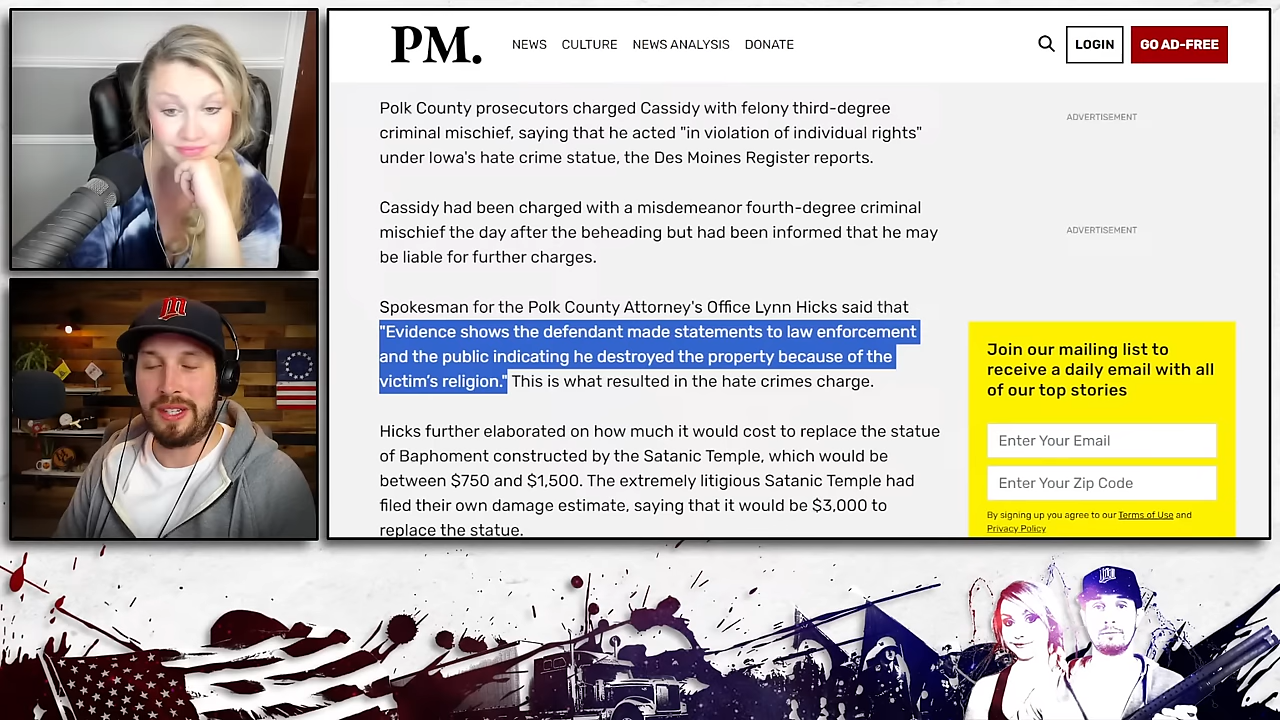 PM.
NEWS CULTURE NEWS ANALYSIS DONATE
LOGIN
GO AD-FREE
Polk County prosecutors charged Cassidy with felony third-degree
criminal mischief, saying that he acted "in violation of individual rights"
under Iowa's hate crime statue, the Des Moines Register reports.
Cassidy had been charged with a misdemeanor fourth-degree criminal
mischief the day after the beheading but had been informed that he may
be liable for further charges.
Spokesman for the Polk County Attorney's Office Lynn Hicks said that
"Evidence shows the defendant made statements to law enforcement
and the public indicating he destroyed the property because of the
victim's religion." This is what resulted in the hate crimes charge.
Hicks further elaborated on how much it would cost to replace the statue
of Baphoment constructed by the Satanic Temple, which would be
between $750 and $1,500. The extremely litigious Satanic Temple had
filed their own damage estimate, saying that it would be $3,000 to
replace the statue.
ADVERTISEMENT
ADVERTISEMENT
Join our mailing list to
receive a daily email with all
of our top stories
Enter Your Email
Enter Your Zip Code
By signing up you agree to our Terms of Use and
Privacy Policy